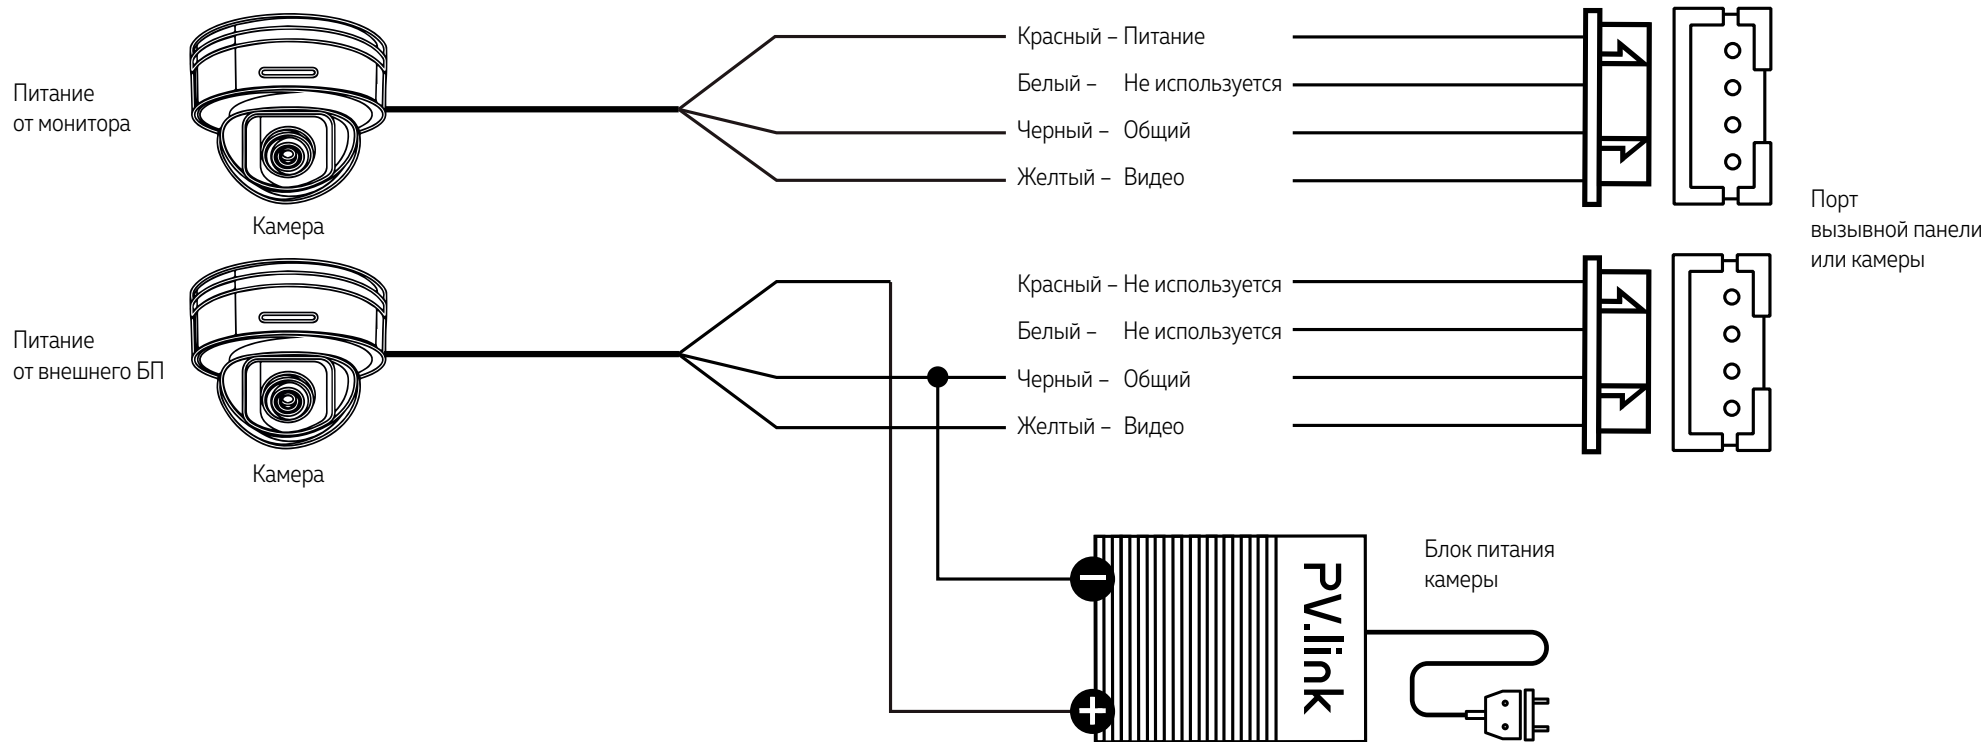 Питание
от монитора
Камера
Красный – Питание
Белый – Не используется
Черный – Общий
Желтый – Видео
Порт
вызывной панели
или камеры
Питание
от внешнего БП
Камера
Красный – Не используется
Белый – Не используется
Черный – Общий
Желтый – Видео
Блок питания
камеры
PV.link